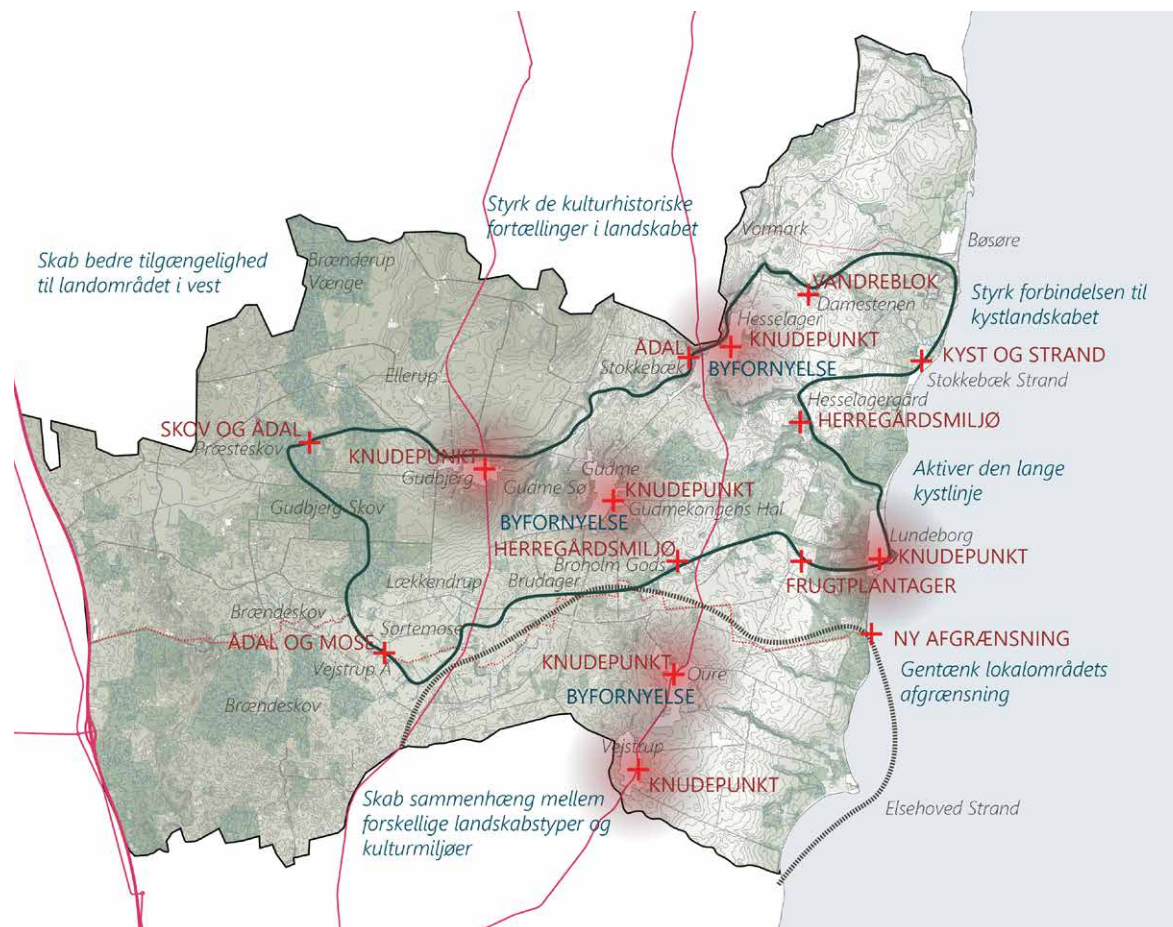 Styrk de kulturhistoriske
fortællinger i landskabet
Vormark
Bøsøre
Skab bedre tilgængelighed
til landområdet i vest
Brænderup
Vænge
VANDREBLOK
Damestenen
Styrk forbindelsen til
kystlandskabet
Hesselager
KNUDEPUNKT
BYFORNYELSE
ÅDAL
Stokkebæk
KYST OG STRAND
Stokkebæk Strand
Ellerup
Hesselagergård
HERREGÅRDSMILJØ
SKOV OG ÅDAL
Præsteskov
KNUDEPUNKT
Gudbjerg
Gudme
Gudme Sø
KNUDEPUNKT
Gudmekongens Hal
BYFORNYELSE
Aktiver den lange
kystlinje
Gudbjerg Skov
Lundeborg
KNUDEPUNKT
HERREGÅRDSMILJØ
Broholm Gods
FRUGTPLANTAGER
Lækkendrup
Brudager
Brændeskov
Sortemose
ÅDAL OG MOSE
Vejstrup Å
NY AFGRÆNSNING
Gentænk lokalområdets
afgrænsning
KNUDEPUNKT
Oure
BYFORNYELSE
Brændeskov
Vejstrup
KNUDEPUNKT
Skab sammenhæng mellem
forskellige landskabstyper og
kulturmiljøer
Elsehoved Strand